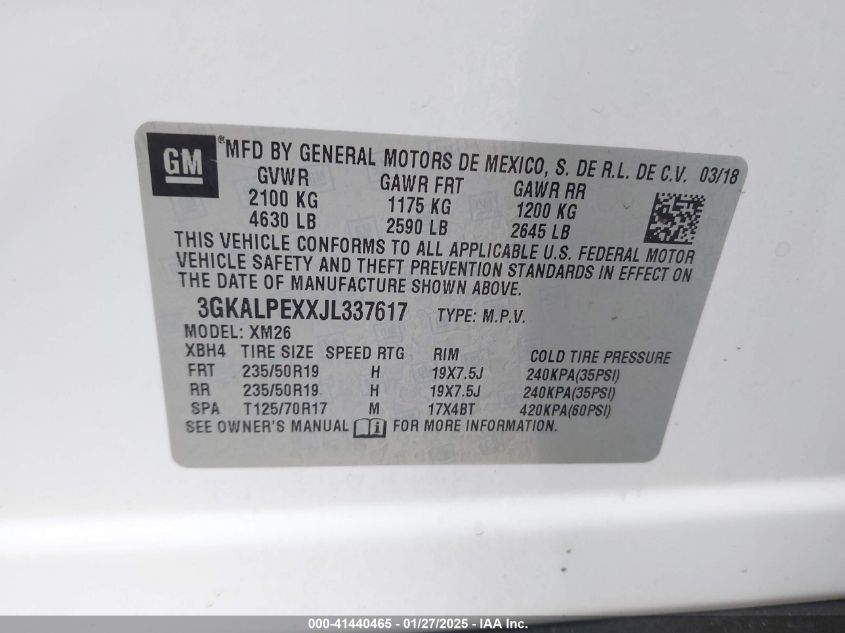 GM
®MFD BY GENERAL MOTORS DE MEXICO, S. DE R.L. DE C.V. 03/18
GVWR GAWR FRT GAWR RR
2100 KG 1175 KG 1200 KG
4630 LB 2590 LB 2645 LB
THIS VEHICLE CONFORMS TO ALL APPLICABLE U.S. FEDERAL MOTOR
VEHICLE SAFETY AND THEFT PREVENTION STANDARDS IN EFFECT ON
THE DATE OF MANUFACTURE SHOWN ABOVE.
3GKALPEXXJL337617 TYPE: M.P.V.
MODEL: XM26
XBH4 TIRE SIZE SPEED RTG RIM COLD TIRE PRESSURE
FRT 235/50R19 H 19X7.5J 240KPA(35PSI)
RR 235/50R19 H 19X7.5J 240KPA(35PSI)
SPA T125/70R17 M 17X4BT 420KPA(60PSI)
SEE OWNER'S MANUAL i FOR MORE INFORMATION.
000-41440465 - 01/27/2025 - IAAI Inc.